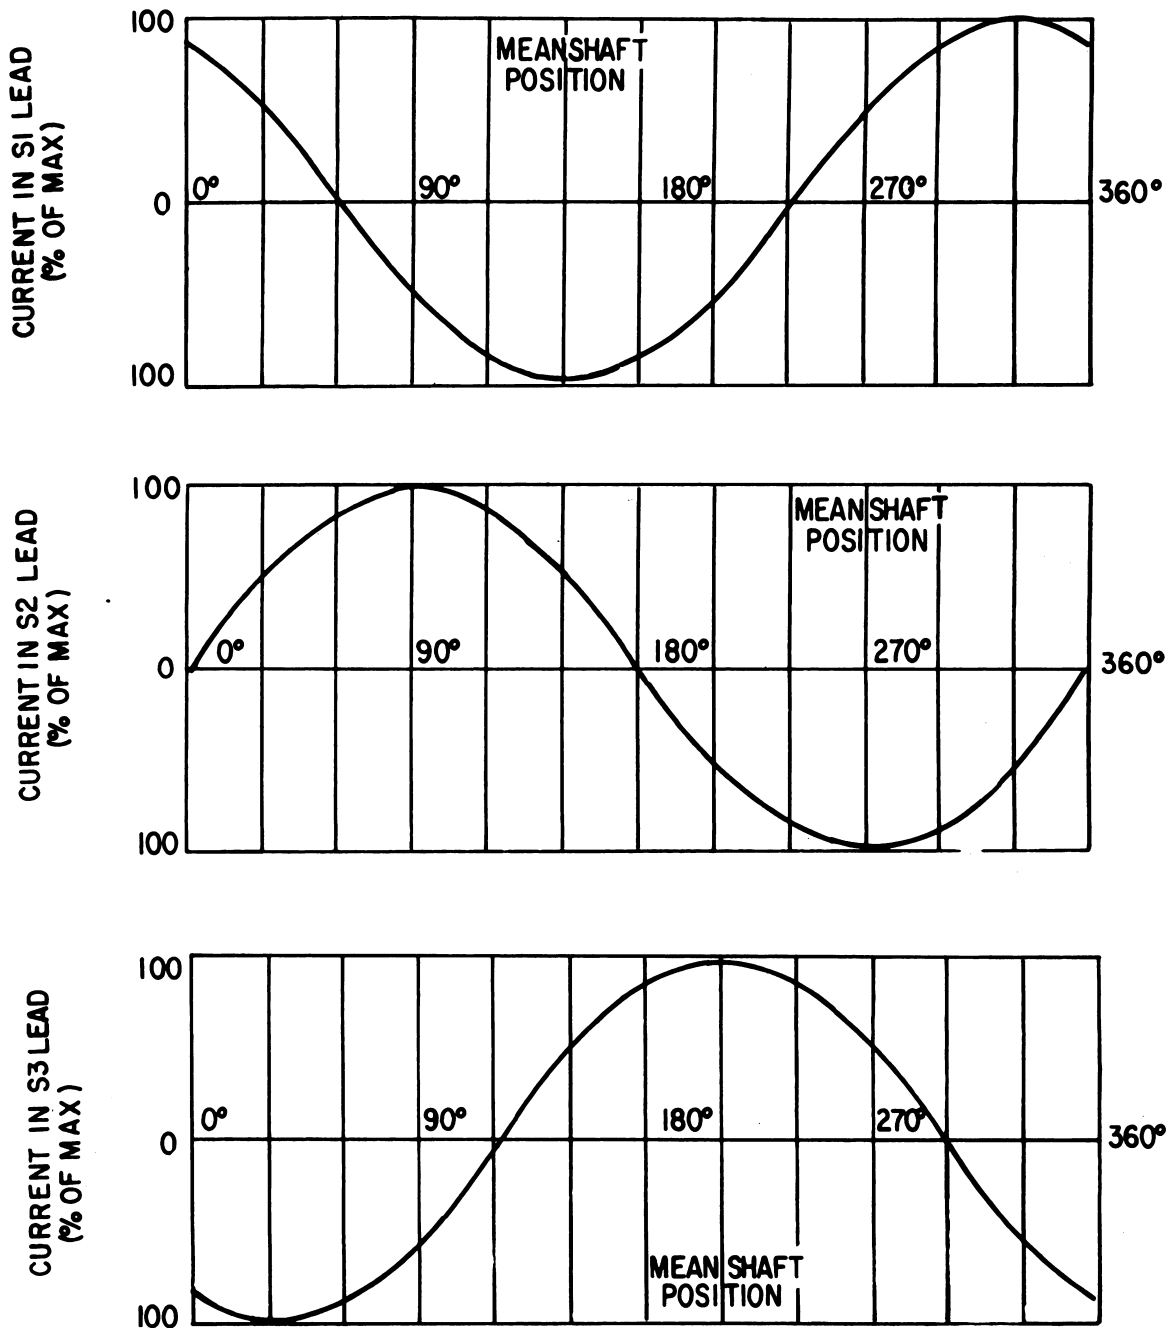 CURRENT IN S1 LEAD
(% OF MAX)
100
MEAN SHAFT
POSITION
0
0°
90°
180°
270°
360°
100
CURRENT IN S2 LEAD
(% OF MAX)
100
MEAN SHAFT
POSITION
0
0°
90°
180°
270°
360°
100
CURRENT IN S3 LEAD
(% OF MAX)
100
0
0°
90°
180°
270°
360°
MEAN SHAFT
POSITION
100